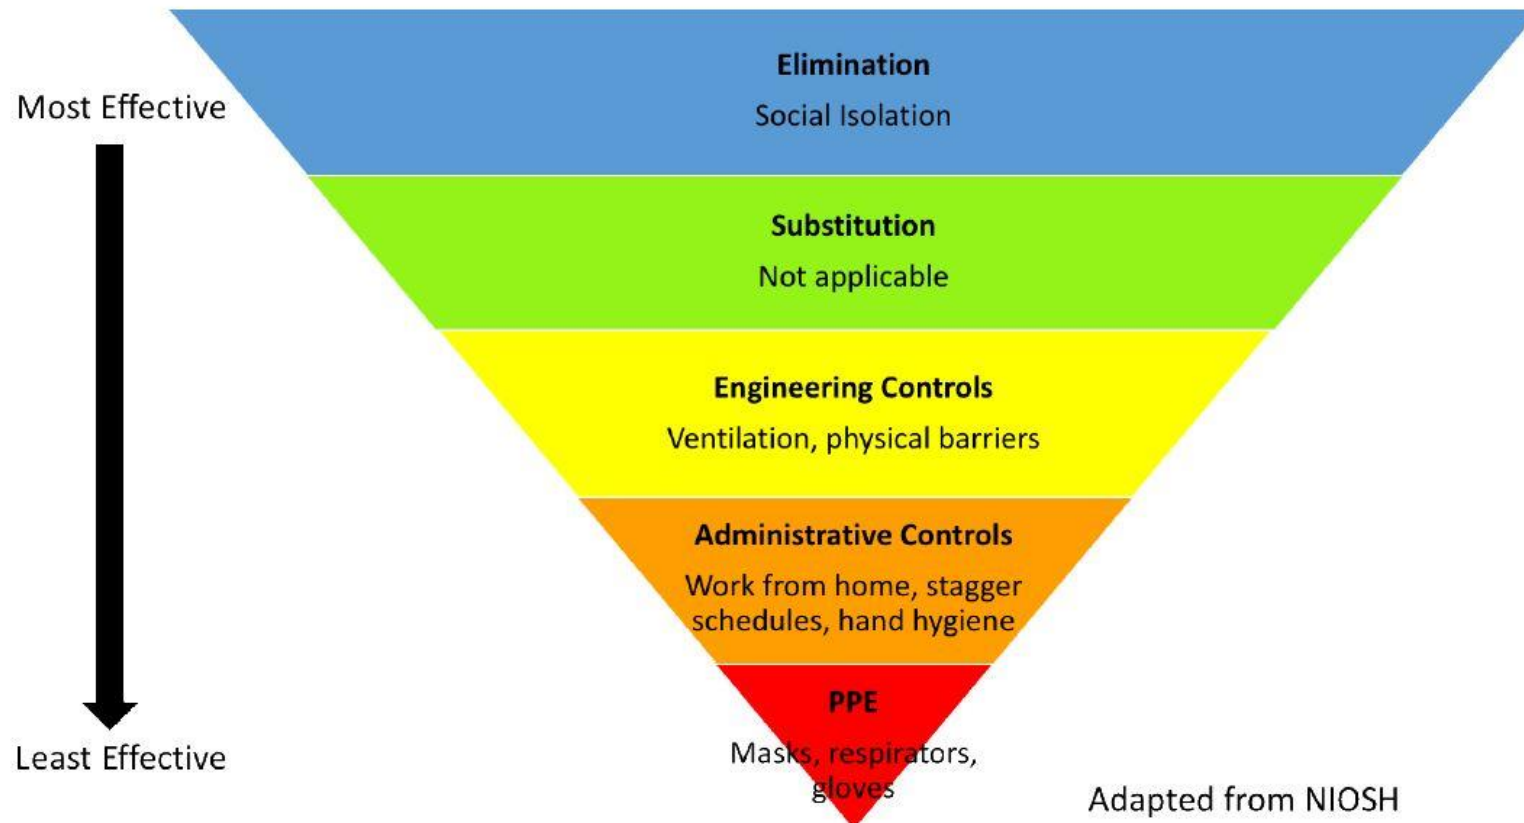 Elimination
Social Isolation
Most Effective
Substitution
Not applicable
Engineering Controls
Ventilation, physical barriers
Administrative Controls
Work from home, stagger
schedules, hand hygiene
PPE
Masks, respirators,
gloves
Least Effective
Adapted from NIOSH